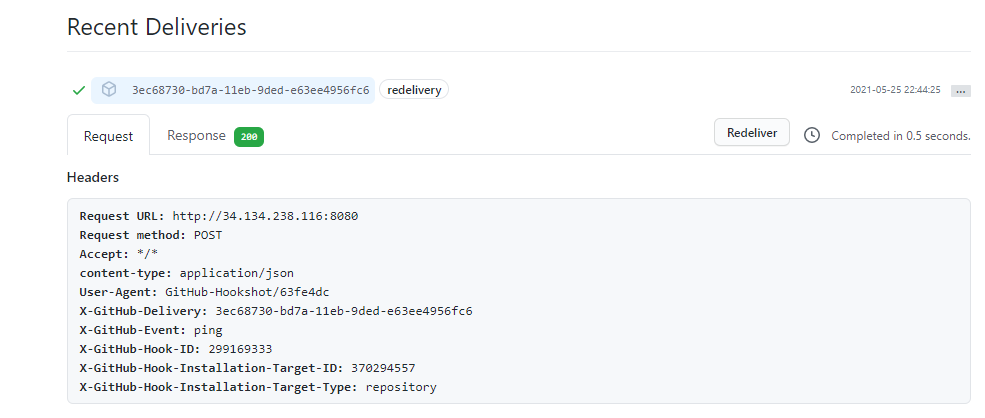 Recent Deliveries
3ec68730-bd7a-11eb-9ded-e63ee4956fc6 redelivery 2021-05-25 22:44:25 ...
Request Response 200 Redeliver Completed in 0.5 seconds.
Headers
Request URL: http://34.134.238.116:8080
Request method: POST
Accept: */*
content-type: application/json
User-Agent: GitHub-Hookshot/63fe4dc
X-GitHub-Delivery: 3ec68730-bd7a-11eb-9ded-e63ee4956fc6
X-GitHub-Event: ping
X-GitHub-Hook-ID: 299169333
X-GitHub-Hook-Installation-Target-ID: 370294557
X-GitHub-Hook-Installation-Target-Type: repository